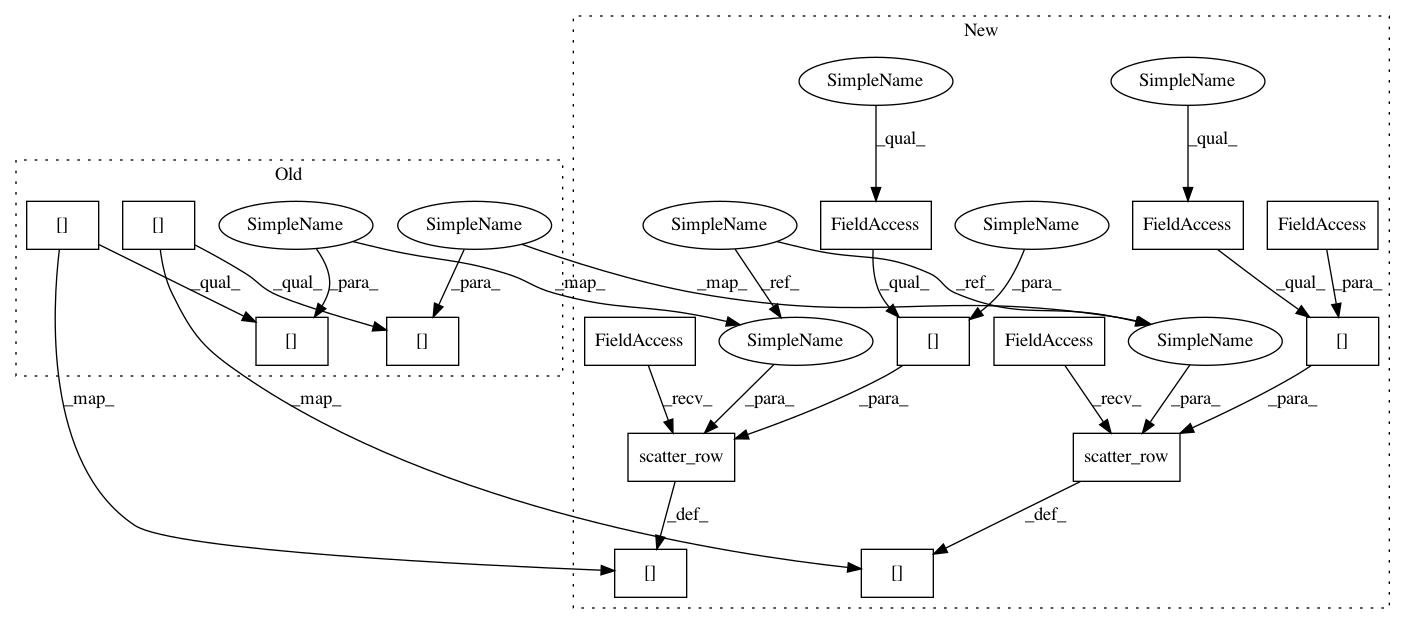 New
SimpleName
SimpleName
_qual_
_qual_
Old
[]
[]
SimpleName
SimpleName
SimpleName
FieldAccess
SimpleName
FieldAccess
FieldAccess
_qual_
_qual_
_para_
_para_
_map_
_ref_
_map_
_qual_
_ref_
_para_
_qual_
_para_
[]
[]
FieldAccess
SimpleName
[]
FieldAccess
SimpleName
[]
_map_
_map_
_recv_
_para_
_para_
_recv_
_para_
_para_
scatter_row
scatter_row
_def_
_def_
[]
[]